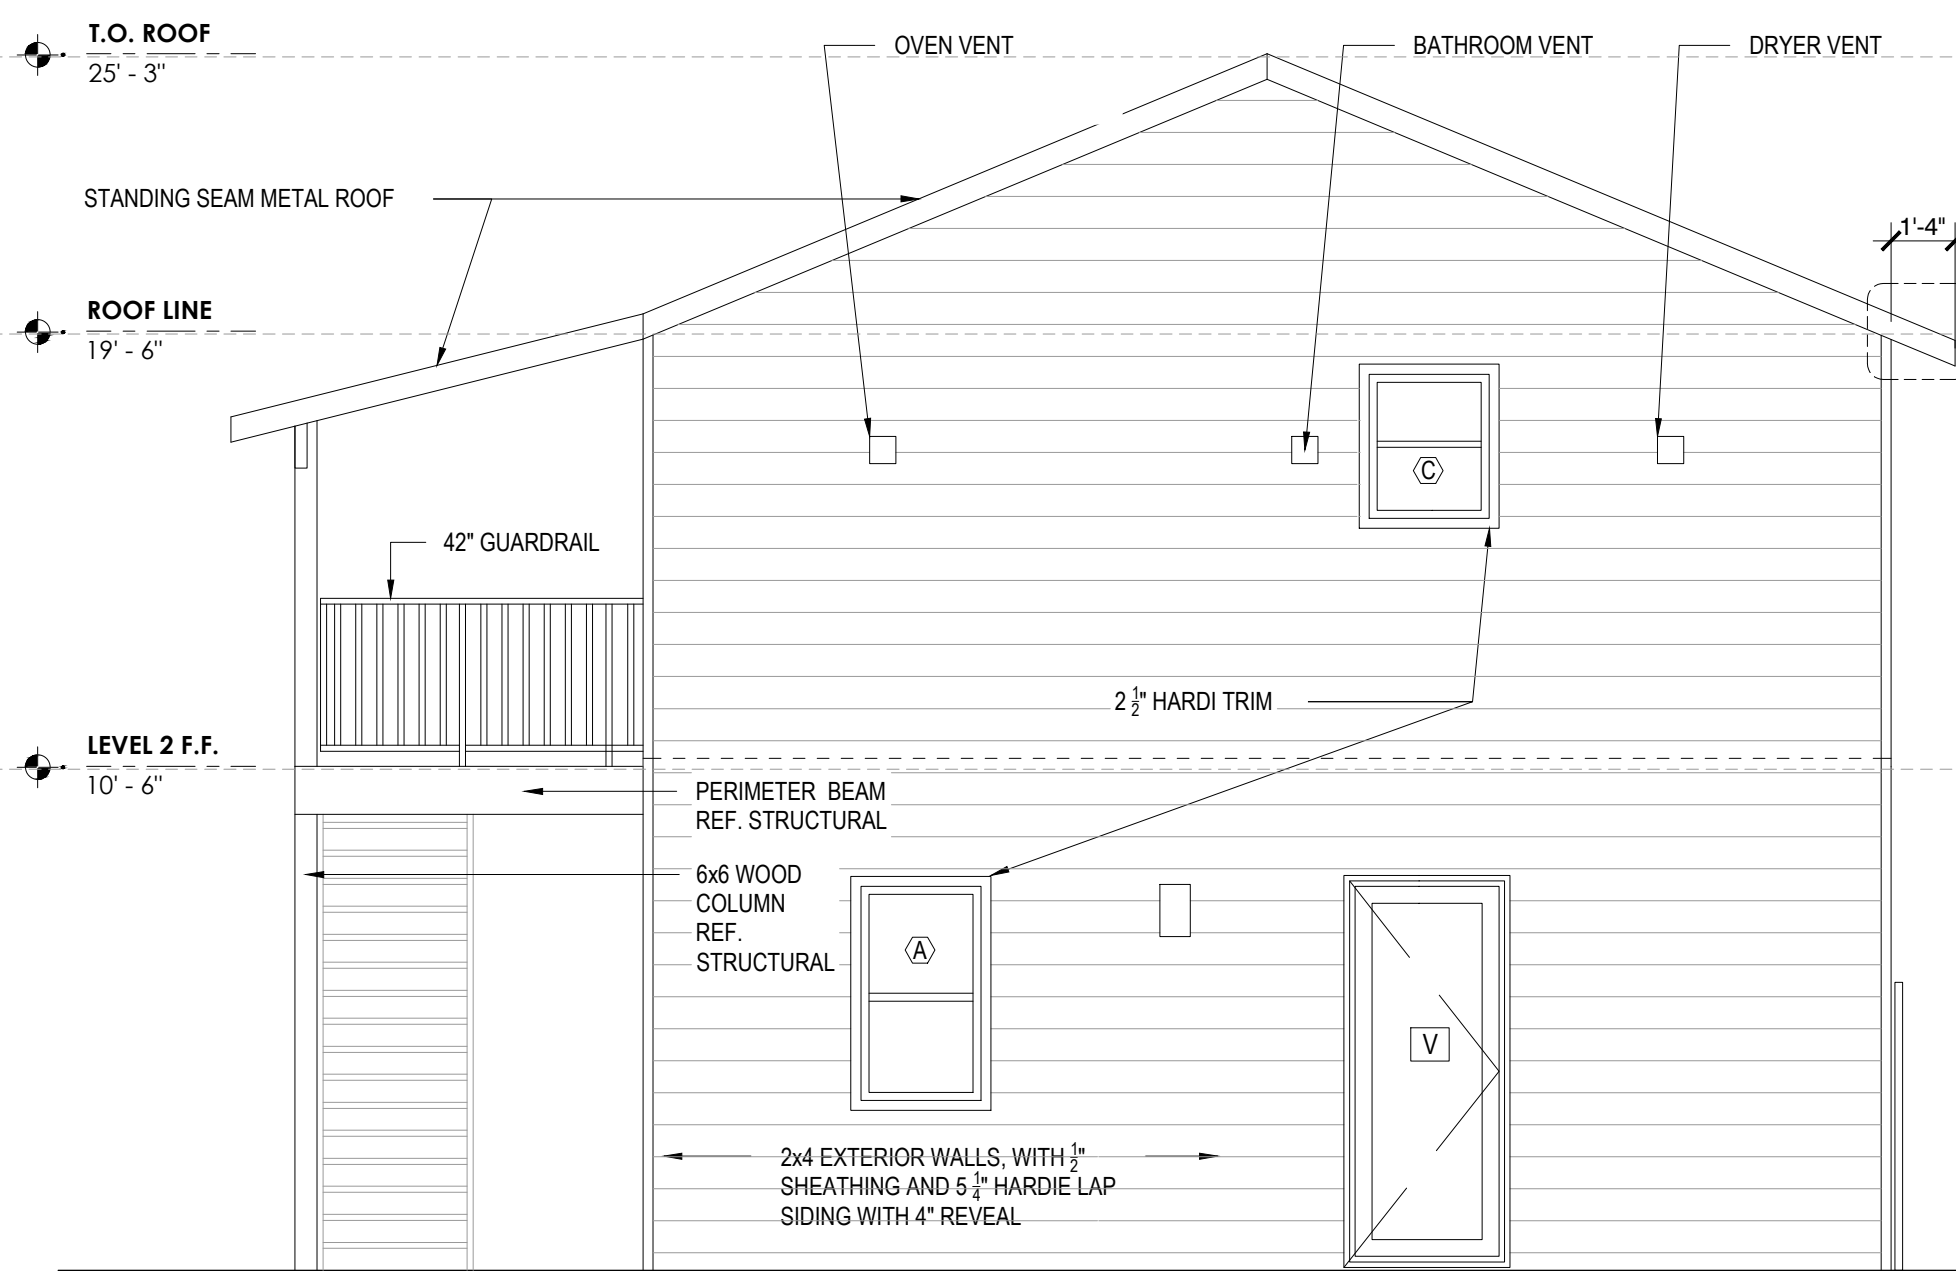 T.O. ROOF
25' - 3"
OVEN VENT
BATHROOM VENT
DRYER VENT
STANDING SEAM METAL ROOF
1'-4"
ROOF LINE
19' - 6"
C
42" GUARDRAIL
2 1/2" HARDI TRIM
LEVEL 2 F.F.
10' - 6"
PERIMETER BEAM
REF. STRUCTURAL
6x6 WOOD
COLUMN
REF.
STRUCTURAL
A
V
2x4 EXTERIOR WALLS, WITH 1/2"
SHEATHING AND 5 1/4" HARDIE LAP
SIDING WITH 4" REVEAL